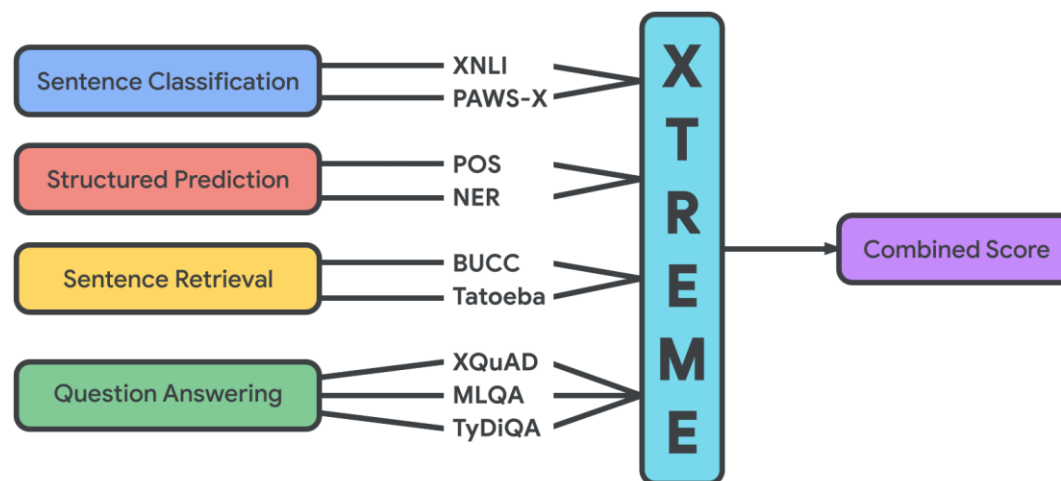 Sentence Classification
XNLI
PAWS-X
Structured Prediction
POS
NER
Sentence Retrieval
BUCC
Tatoeba
Question Answering
XQuAD
MLQA
TyDiQA
XTREME
Combined Score